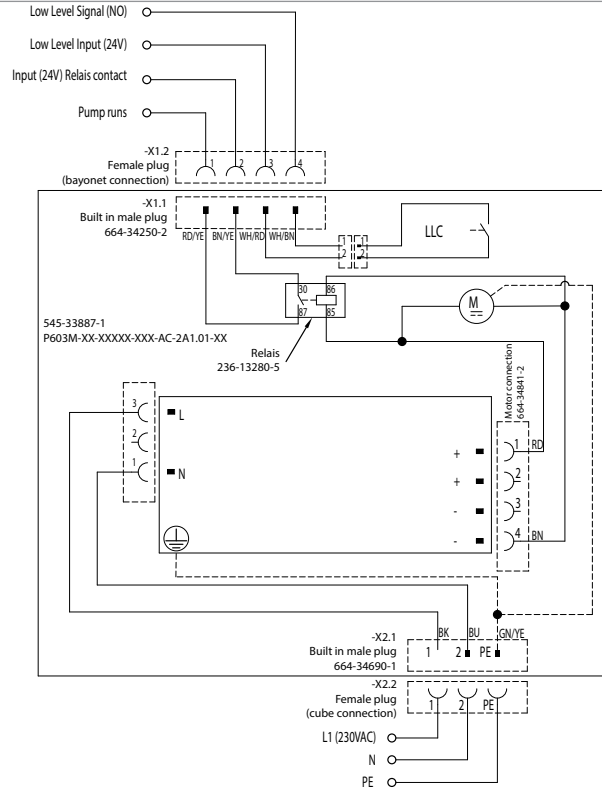 Low Level Signal (NO)
Low Level Input (24V)
Input (24V) Relais contact
Pump runs
-X1.2
Female plug
(bayonet connection)
1 2 3 4
-X1.1
Built in male plug
664-34250-2
RD/YE BN/YE WH/RD WH/BN
1 1
2 2
LLC
30 86
87 85
M
545-33887-1
P603M-XX-XXXXX-XXX-AC-2A1.01-XX
Relais
236-13280-5
Motor connection
664-34841-2
3
L
2
1
N
+ 1 RD
+ 2
- 3
- 4 BN
BK BU GN/YE
-X2.1
Built in male plug
664-34690-1
1 2 PE
-X2.2
Female plug
(cube connection)
1 2 PE
L1 (230VAC)
N
PE